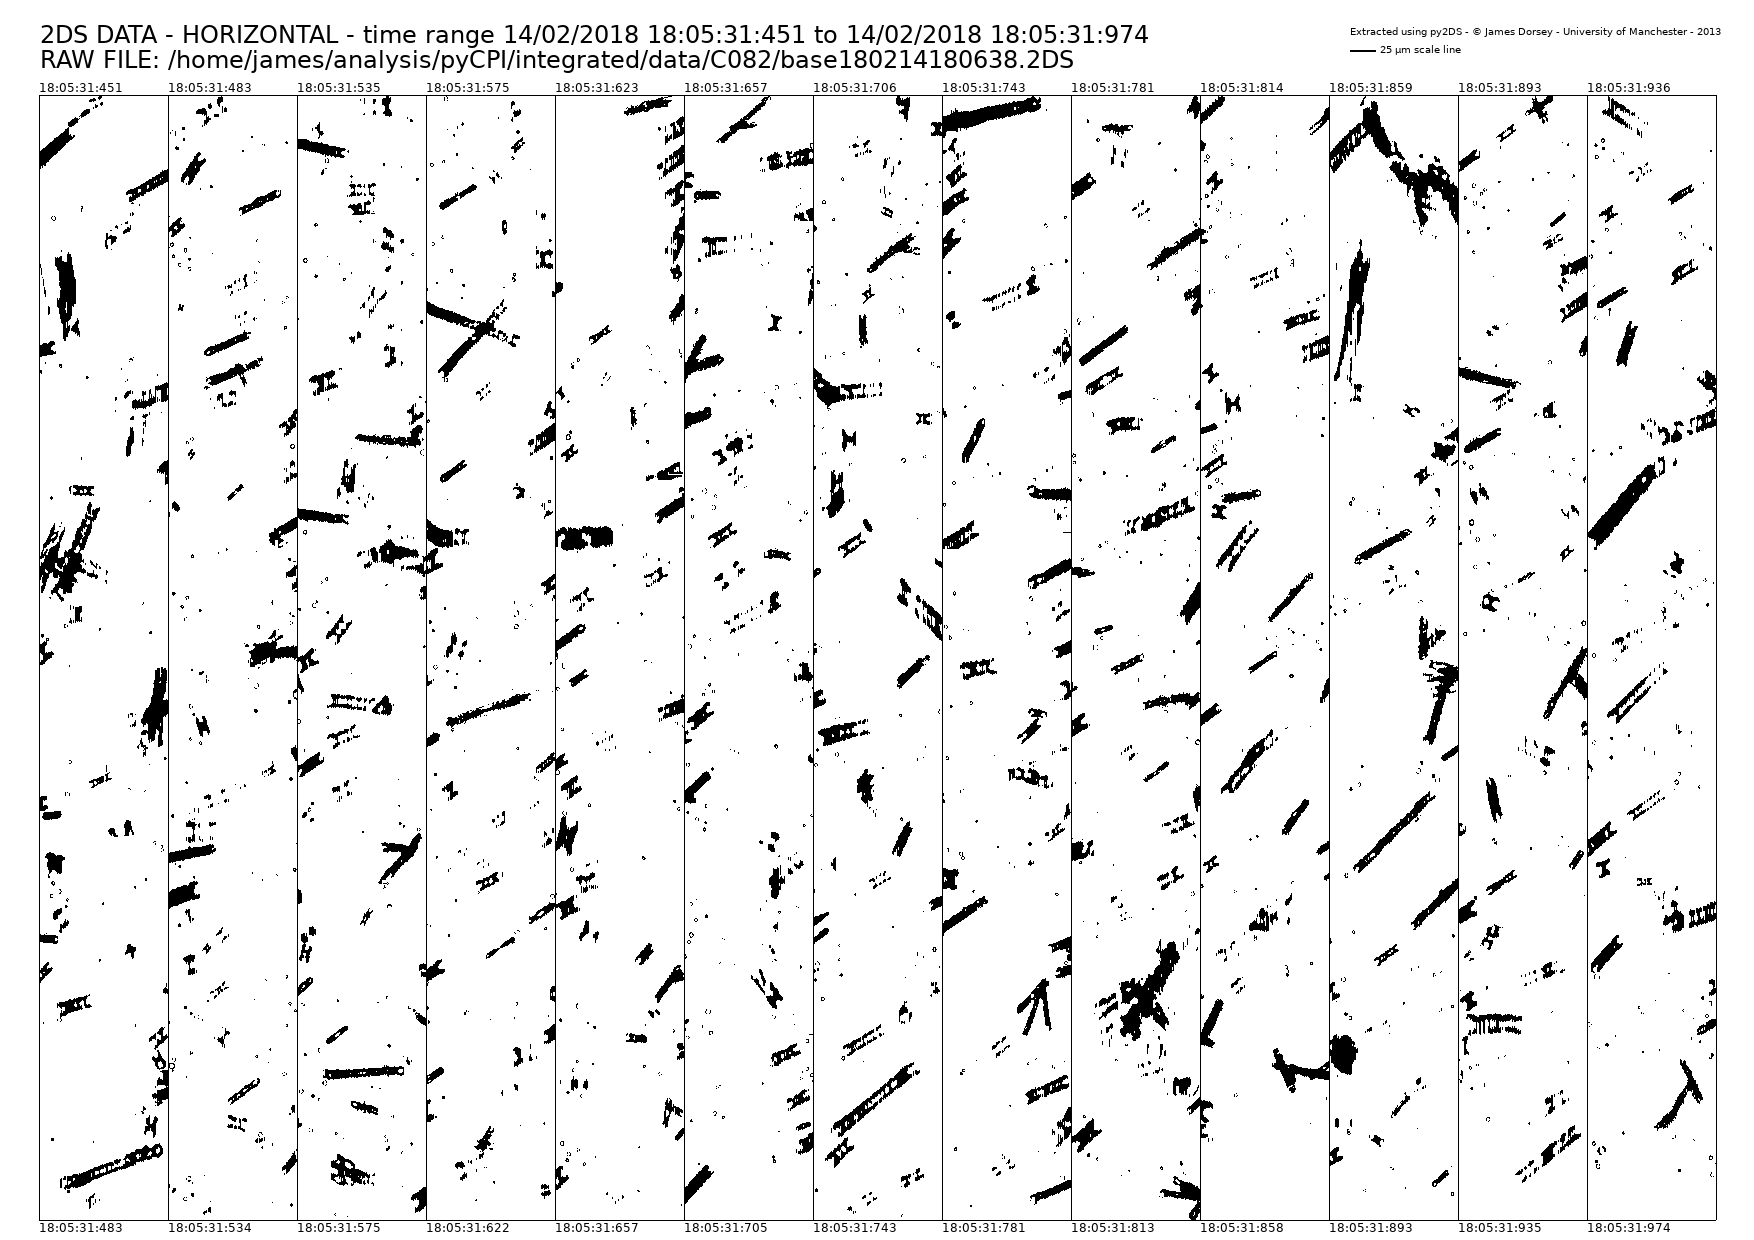 2DS DATA - HORIZONTAL - time range 14/02/2018 18:05:31:451 to 14/02/2018 18:05:31:974
RAW FILE: /home/james/analysis/pyCPI/integrated/data/C082/base180214180638.2DS
Extracted using py2DS - © James Dorsey - University of Manchester - 2013
25 µm scale line
18:05:31:451 18:05:31:483 18:05:31:535 18:05:31:575 18:05:31:623 18:05:31:657 18:05:31:706 18:05:31:743 18:05:31:781 18:05:31:814 18:05:31:859 18:05:31:893 18:05:31:936
18:05:31:483 18:05:31:534 18:05:31:575 18:05:31:622 18:05:31:657 18:05:31:705 18:05:31:743 18:05:31:781 18:05:31:813 18:05:31:858 18:05:31:893 18:05:31:935 18:05:31:974